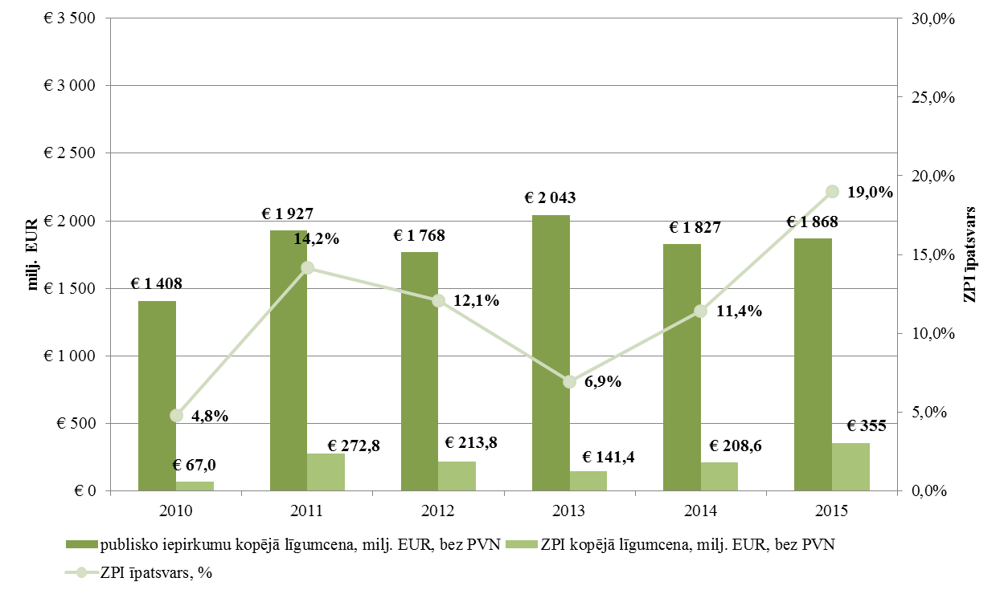 € 3 500
€ 3 000
€ 2 500
€ 2 000
€ 1 500
€ 1 000
€ 500
€ 0
milj. EUR
30,0%
25,0%
20,0%
15,0%
10,0%
5,0%
0,0%
ZPI īpatsvars
€ 1 408
€ 1 927
€ 1 768
€ 2 043
€ 1 827
€ 1 868
4,8%
14,2%
12,1%
6,9%
11,4%
19,0%
€ 67,0
€ 272,8
€ 213,8
€ 141,4
€ 208,6
€ 355
2010 2011 2012 2013 2014 2015
publisko iepirkumu kopējā līgumcena, milj. EUR, bez PVN ZPI kopējā līgumcena, milj. EUR, bez PVN
ZPI īpatsvars, %